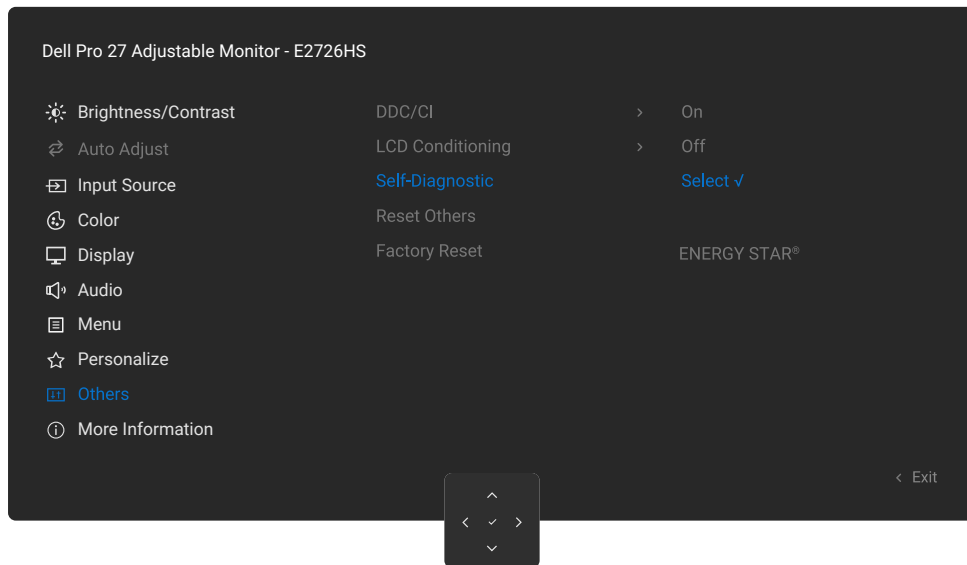 Dell Pro 27 Adjustable Monitor - E2726HS
Brightness/Contrast
Auto Adjust
Input Source
Color
Display
Audio
Menu
Personalize
Others
More Information
DDC/CI > On
LCD Conditioning > Off
Self-Diagnostic Select √
Reset Others
Factory Reset ENERGY STAR®
< Exit